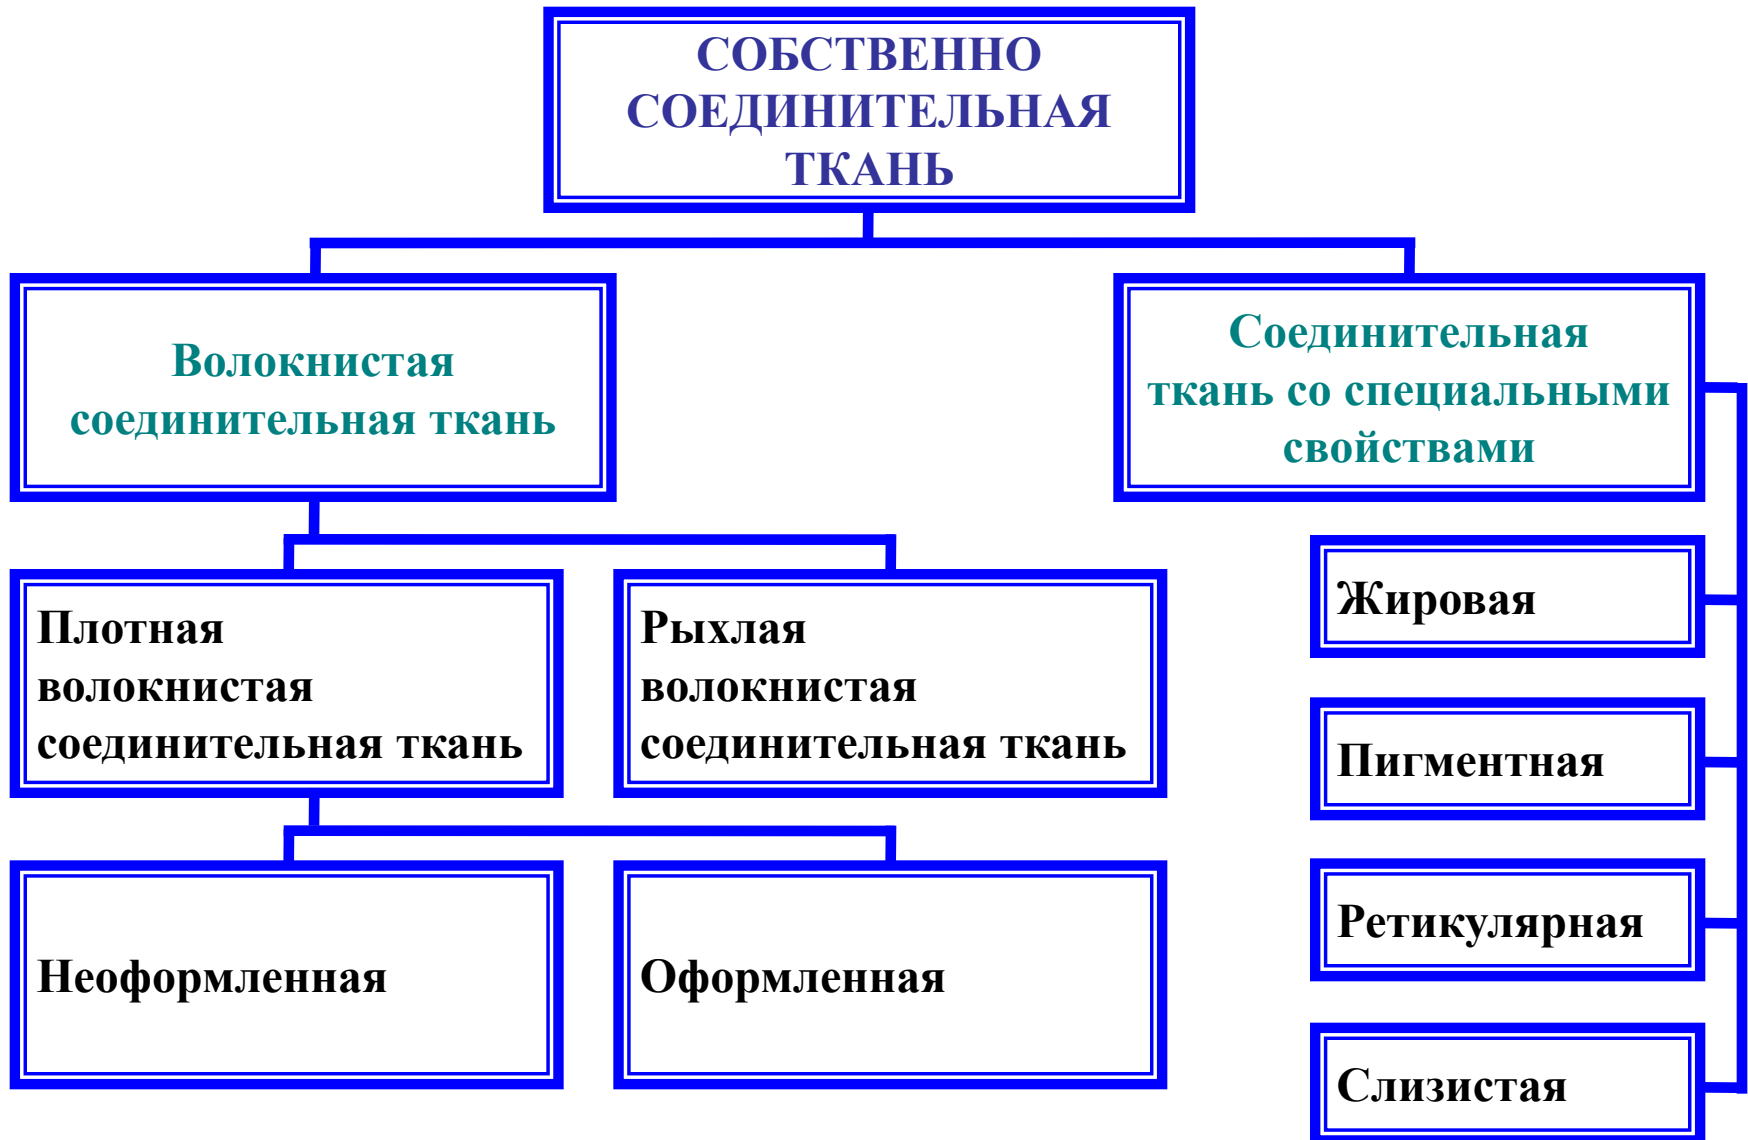 СОБСТВЕННО
СОЕДИНИТЕЛЬНАЯ
ТКАНЬ
Волокнистая
соединительная ткань
Соединительная
ткань со специальными
свойствами
Плотная
волокнистая
соединительная ткань
Рыхлая
волокнистая
соединительная ткань
Неоформленная
Оформленная
Жировая
Пигментная
Ретикулярная
Слизистая